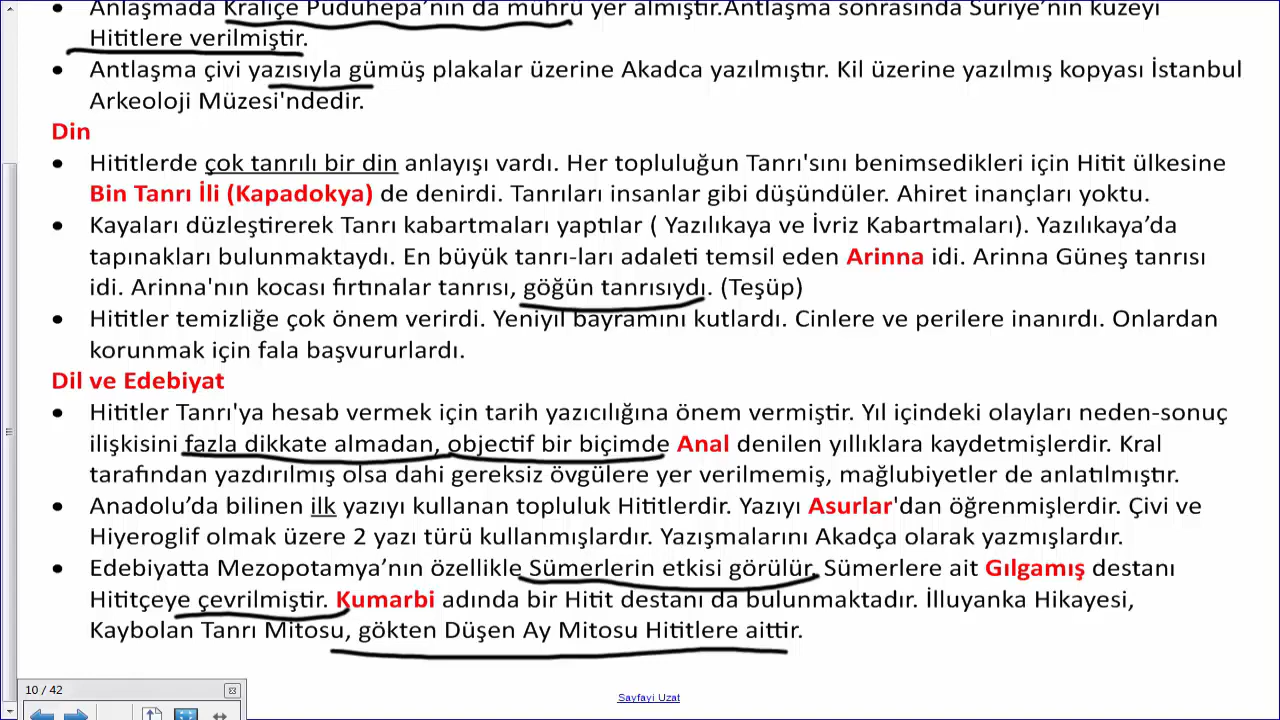 Anlaşmada Kraliçe Puduhepa’nın da mührü yer almıştır.Antlaşma sonrasında Suriye’nin kuzeyi
Hititlere verilmiştir.
• Antlaşma çivi yazısıyla gümüş plakalar üzerine Akadca yazılmıştır. Kil üzerine yazılmış kopyası İstanbul
Arkeoloji Müzesi'ndedir.
Din
• Hititlerde çok tanrılı bir din anlayışı vardı. Her topluluğun Tanrı'sını benimsedikleri için Hitit ülkesine
Bin Tanrı İli (Kapadokya) de denirdi. Tanrıları insanlar gibi düşündüler. Ahiret inançları yoktu.
• Kayaları düzleştirerek Tanrı kabartmaları yaptılar ( Yazılıkaya ve İvriz Kabartmaları). Yazılıkaya’da
tapınakları bulunmaktaydı. En büyük tanrı-ları adaleti temsil eden Arinna idi. Arinna Güneş tanrısı
idi. Arinna'nın kocası fırtınalar tanrısı, göğün tanrısıydı. (Teşüp)
• Hititler temizliğe çok önem verirdi. Yeniyıl bayramını kutlardı. Cinlere ve perilere inanırdı. Onlardan
korunmak için fala başvururlardı.
Dil ve Edebiyat
• Hititler Tanrı'ya hesab vermek için tarih yazıcılığına önem vermiştir. Yıl içindeki olayları neden-sonuç
ilişkisini fazla dikkate almadan, objectif bir biçimde Anal denilen yıllıklara kaydetmişlerdir. Kral
tarafından yazdırılmış olsa dahi gereksiz övgülere yer verilmemiş, mağlubiyetler de anlatılmıştır.
• Anadolu’da bilinen ilk yazıyı kullanan topluluk Hititlerdir. Yazıyı Asurlar'dan öğrenmişlerdir. Çivi ve
Hiyeroglif olmak üzere 2 yazı türü kullanmışlardır. Yazışmalarını Akadça olarak yazmışlardır.
• Edebiyatta Mezopotamya’nın özellikle Sümerlerin etkisi görülür. Sümerlere ait Gılgamış destanı
Hititçeye çevrilmiştir. Kumarbi adında bir Hitit destanı da bulunmaktadır. İlluyanka Hikayesi,
Kaybolan Tanrı Mitosu, gökten Düşen Ay Mitosu Hititlere aittir.
10 / 42
Sayfayi Uzat